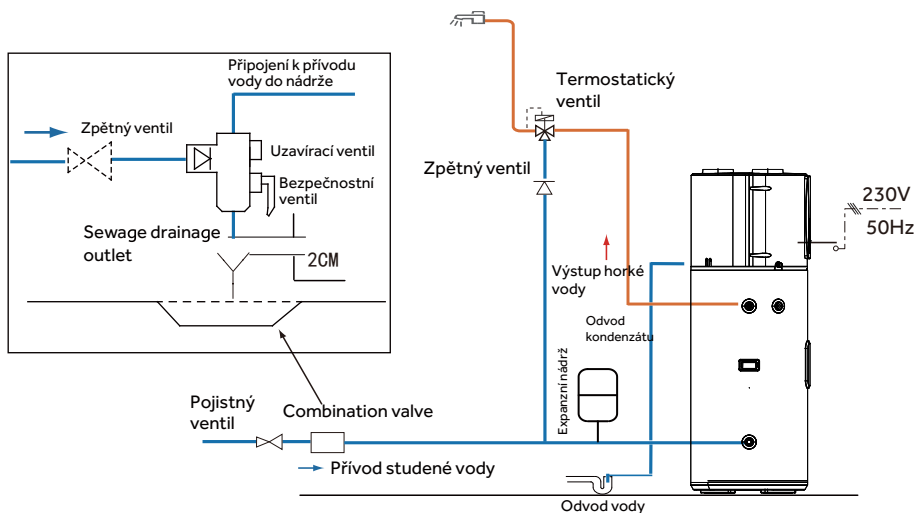 Připojení k přívodu
vody do nádrže
Zpětný ventil
Uzavírací ventil
Bezpečnostní
ventil
Sewage drainage
outlet
2CM
Termostatický
ventil
Zpětný ventil
230V
50Hz
Výstup horké
vody
Odvod
kondenzátu
Expanzní nádrž
Pojistný
ventil
Combination valve
Přívod studené vody
Odvod vody